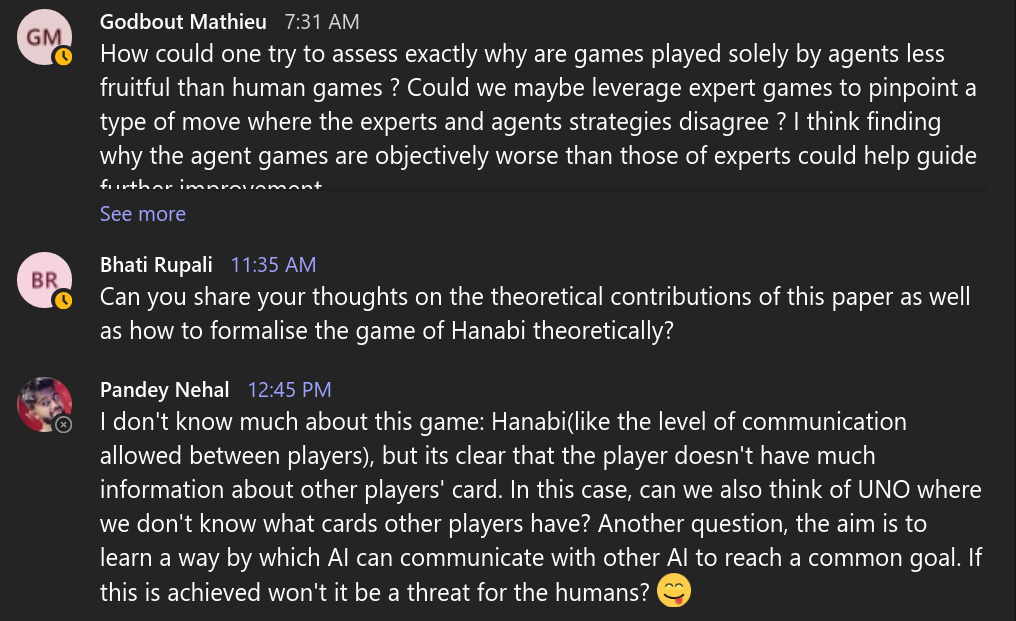 GM
Godbout Mathieu 7:31 AM
How could one try to assess exactly why are games played solely by agents less
fruitful than human games ? Could we maybe leverage expert games to pinpoint a
type of move where the experts and agents strategies disagree ? I think finding
why the agent games are objectively worse than those of experts could help guide
further improvement
See more
BR
Bhati Rupali 11:35 AM
Can you share your thoughts on the theoretical contributions of this paper as well
as how to formalise the game of Hanabi theoretically?
Pandey Nehal 12:45 PM
I don't know much about this game: Hanabi(like the level of communication
allowed between players), but its clear that the player doesn't have much
information about other players' card. In this case, can we also think of UNO where
we don't know what cards other players have? Another question, the aim is to
learn a way by which AI can communicate with other AI to reach a common goal. If
this is achieved won't it be a threat for the humans? 😋